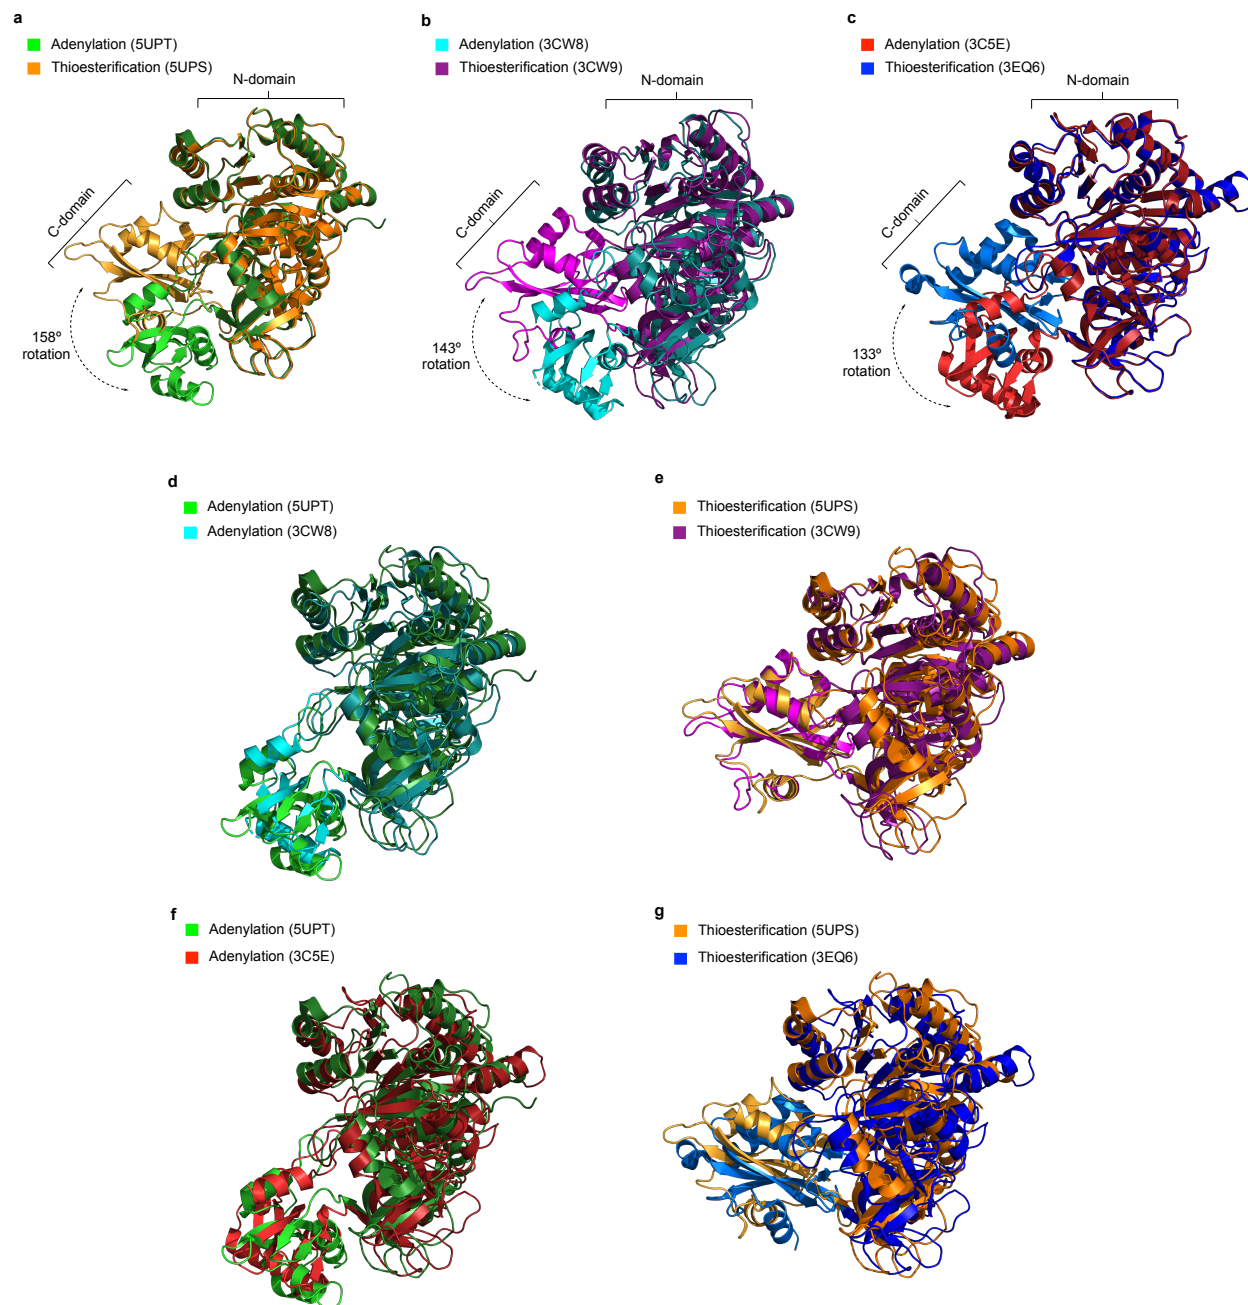 a
Adenylation (5UPT)
Thioesterification (5UPS)
N-domain
C-domain
158º
rotation
b
Adenylation (3CW8)
Thioesterification (3CW9)
N-domain
C-domain
143º
rotation
c
Adenylation (3C5E)
Thioesterification (3EQ6)
N-domain
C-domain
133º
rotation
d
Adenylation (5UPT)
Adenylation (3CW8)
e
Thioesterification (5UPS)
Thioesterification (3CW9)
f
Adenylation (5UPT)
Adenylation (3C5E)
g
Thioesterification (5UPS)
Thioesterification (3EQ6)